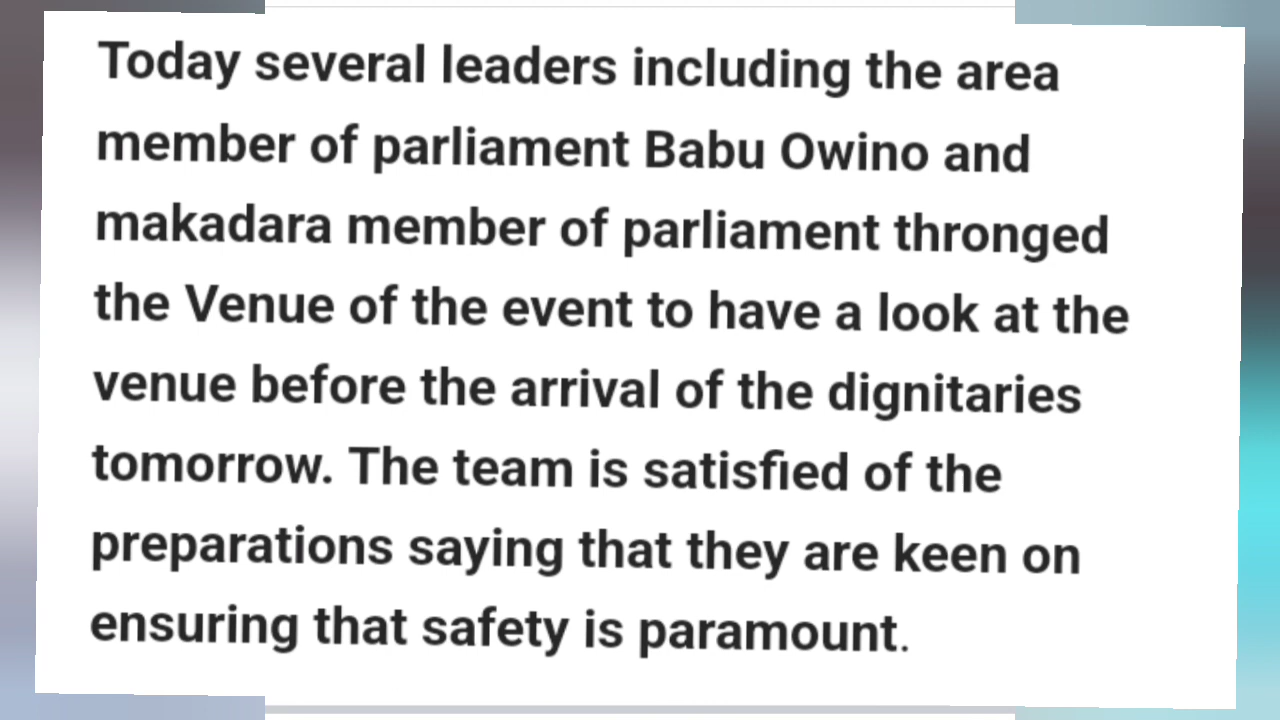 Today several leaders including the area
member of parliament Babu Owino and
makadara member of parliament thronged
the Venue of the event to have a look at the
venue before the arrival of the dignitaries
tomorrow. The team is satisfied of the
preparations saying that they are keen on
ensuring that safety is paramount.